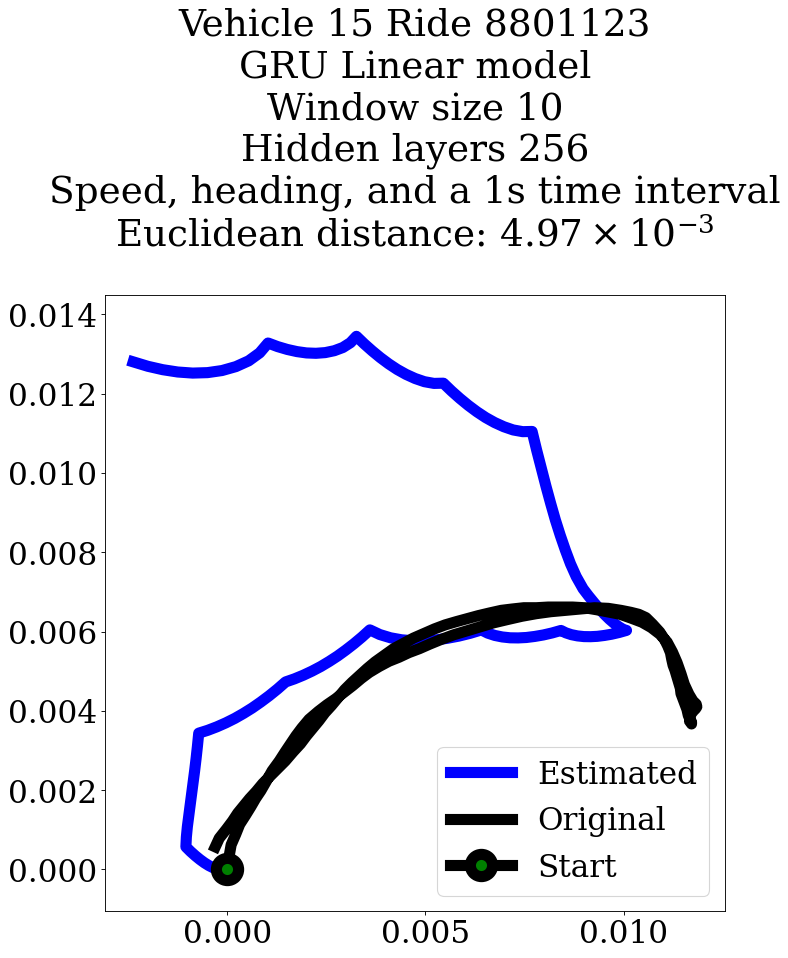 Vehicle 15 Ride 8801123
GRU Linear model
Window size 10
Hidden layers 256
Speed, heading, and a 1s time interval
Euclidean distance: 4.97 × 10⁻³
0.014
0.012
0.010
0.008
0.006
0.004
0.002
0.000
Estimated
Original
Start
0.000 0.005 0.010